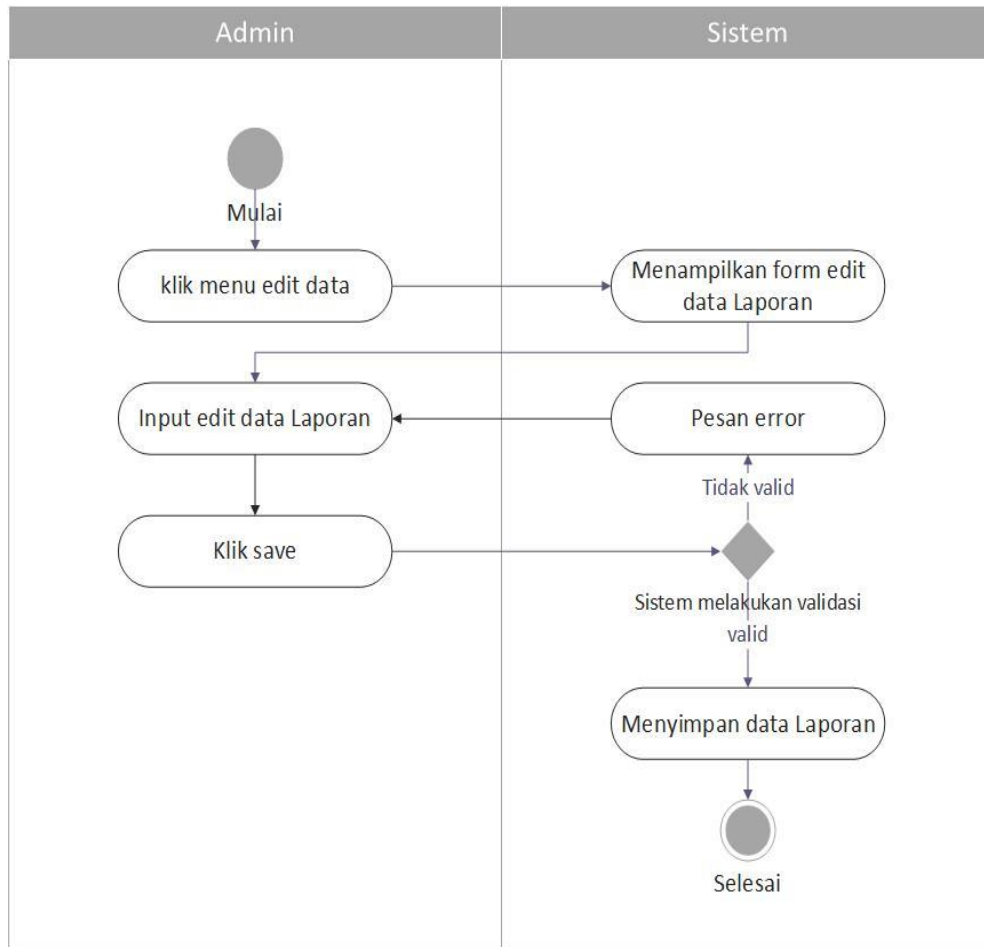 Admin
Sistem
Mulai
klik menu edit data
Menampilkan form edit
data Laporan
Input edit data Laporan
Pesan error
Tidak valid
Klik save
Sistem melakukan validasi
valid
Menyimpan data Laporan
Selesai